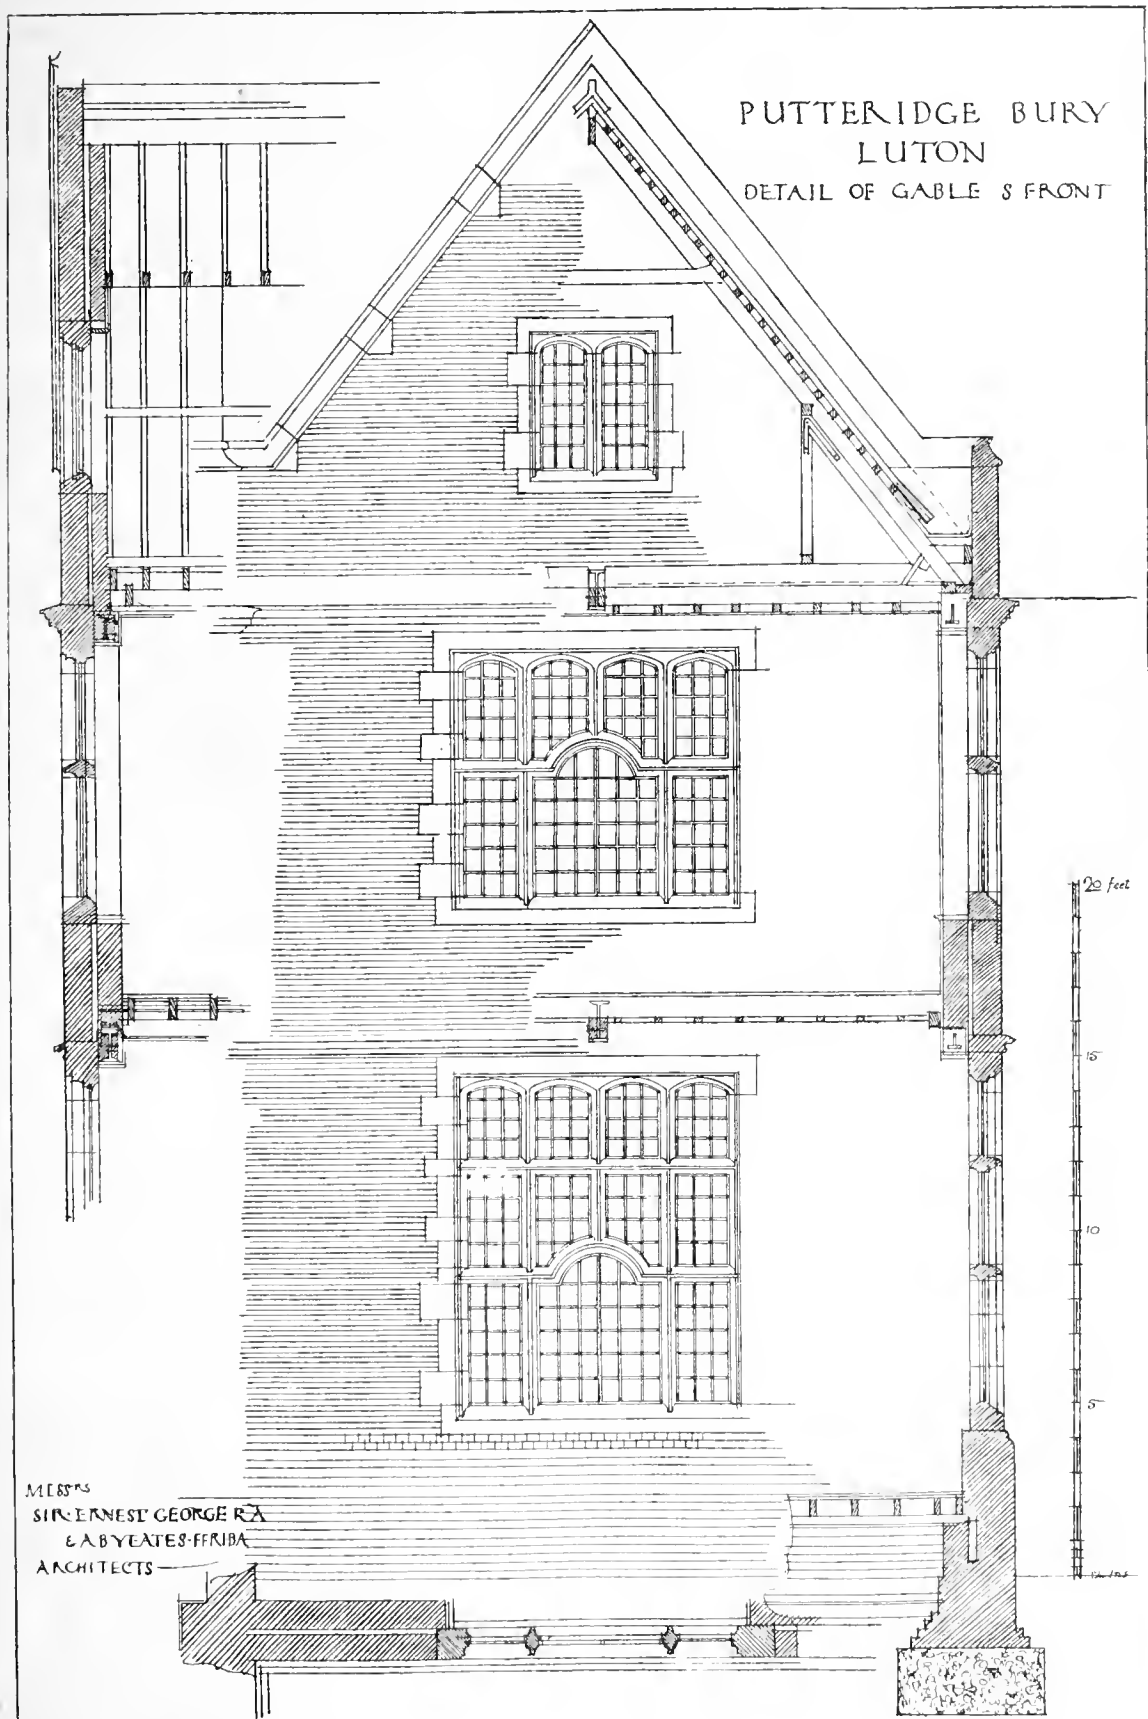 PUTTERIDGE BURY
LUTON
DETAIL OF GABLE S FRONT
20 feet
15
10
5
MESSRS
SIR·ERNEST GEORGE RA
& A B YEATES·FFRIBA
ARCHITECTS